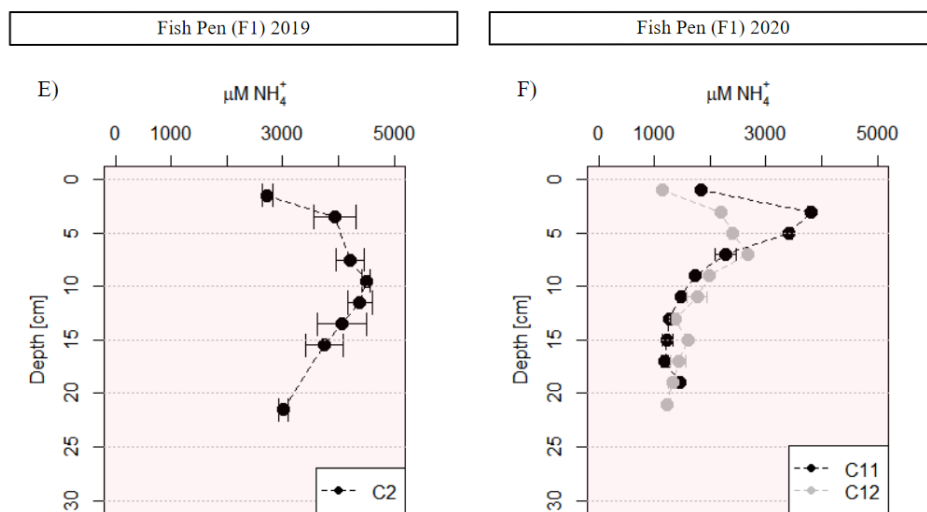 Fish Pen (F1) 2019
Fish Pen (F1) 2020
E)
μM NH₄⁺
0 1000 3000 5000
Depth [cm]
0
5
10
15
20
25
30
C2
F)
μM NH₄⁺
0 1000 3000 5000
Depth [cm]
0
5
10
15
20
25
30
C11
C12